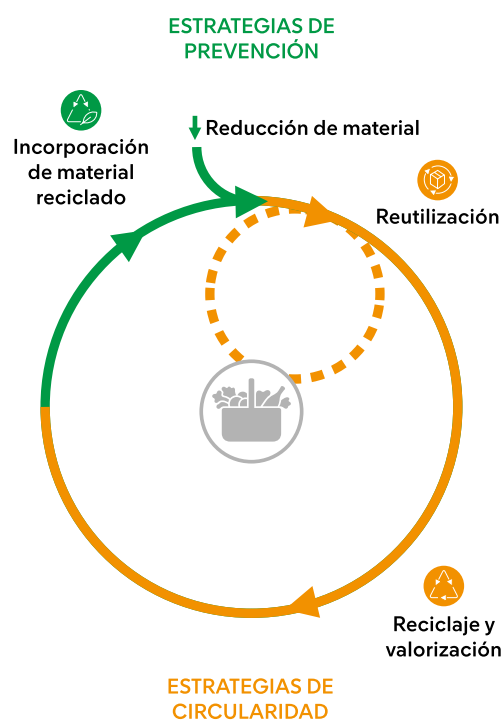 ESTRATEGIAS DE
PREVENCIÓN
Incorporación
de material
reciclado
Reducción de material
Reutilización
Reciclaje y
valorización
ESTRATEGIAS DE
CIRCULARIDAD